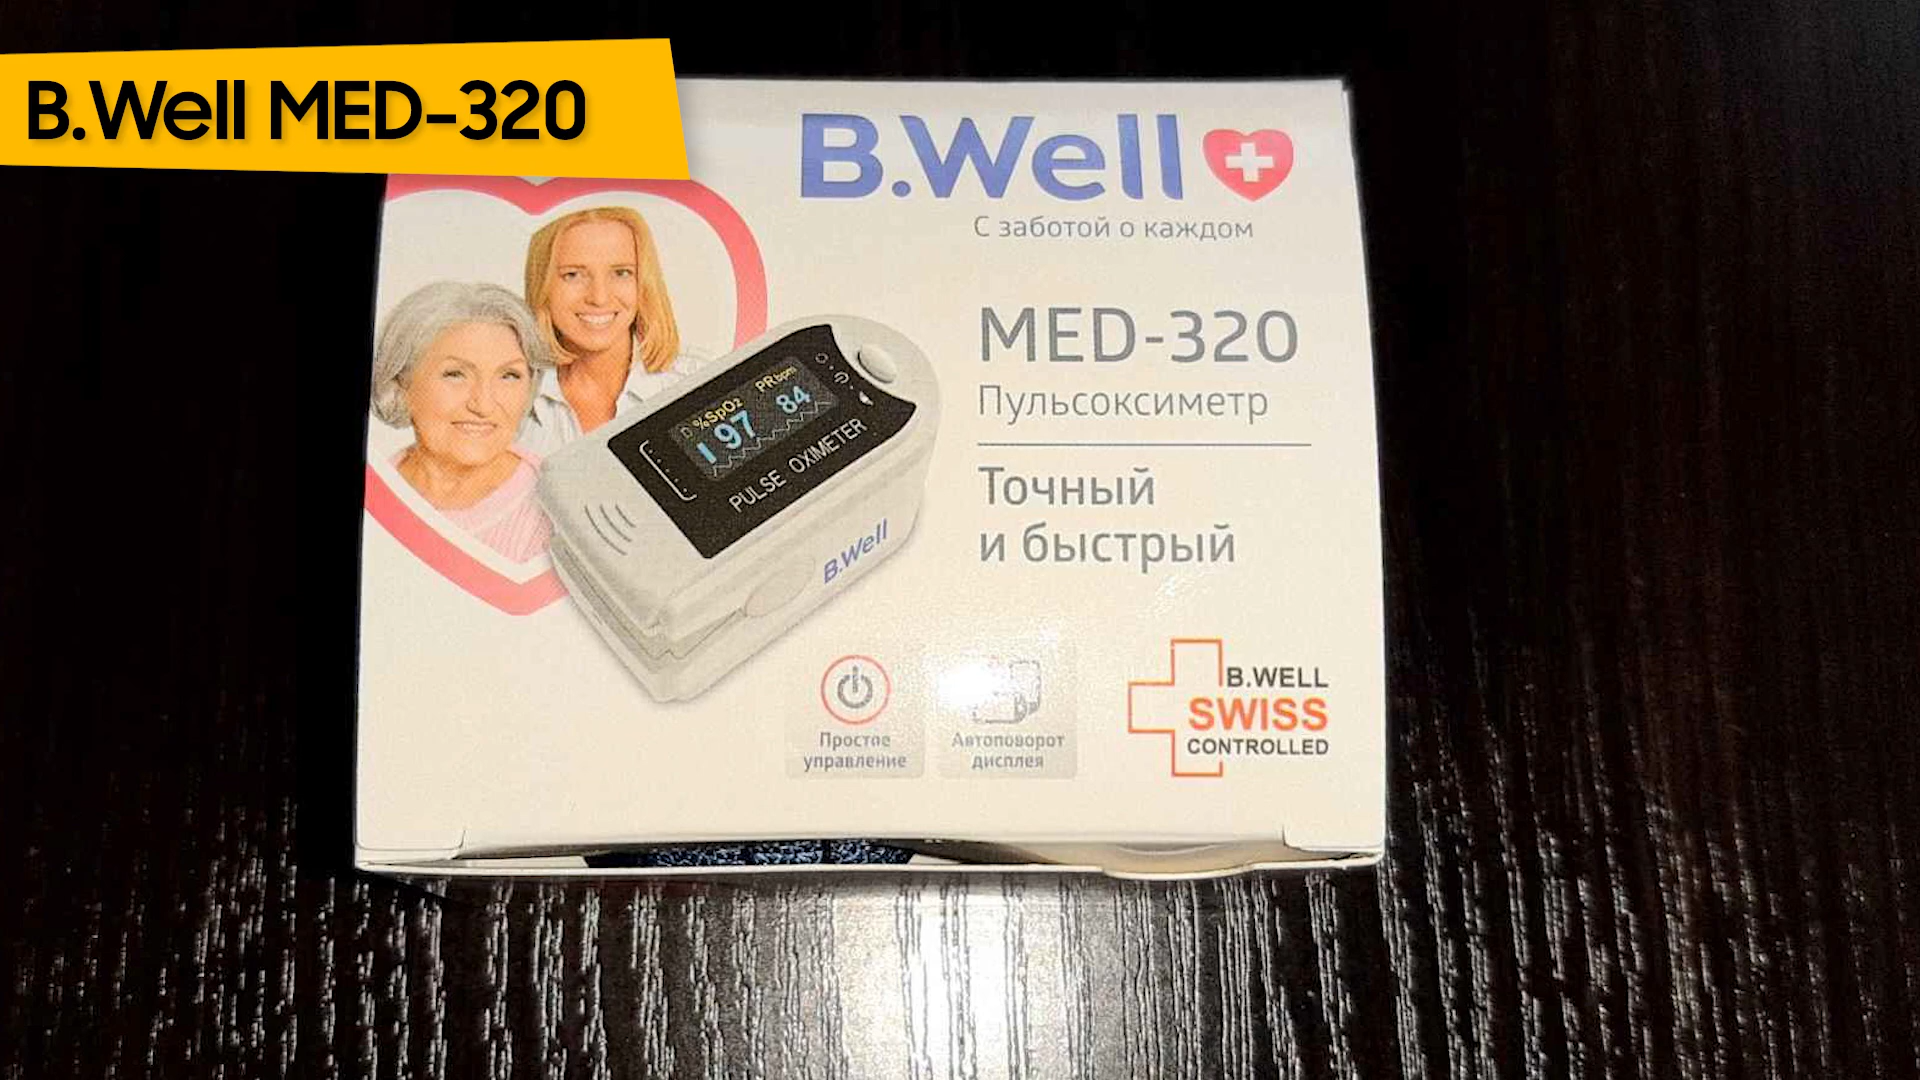 B.Well MED-320
B.Well
С заботой о каждом
MED-320
Пульсоксиметр
Точный
и быстрый
%SpO2 PRbpm
97 84
PULSE OXIMETER
B.Well
Простое
управление
Автоповорот
дисплея
B.WELL
SWISS
CONTROLLED